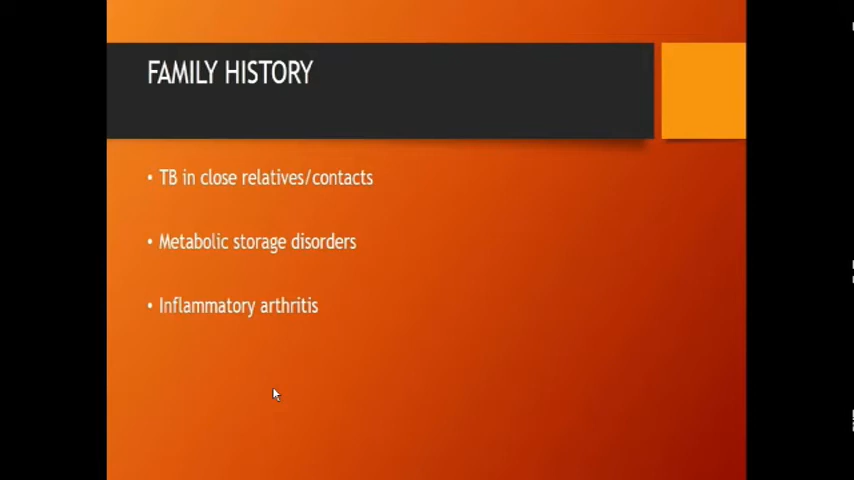 FAMILY HISTORY
• TB in close relatives/contacts
• Metabolic storage disorders
• Inflammatory arthritis